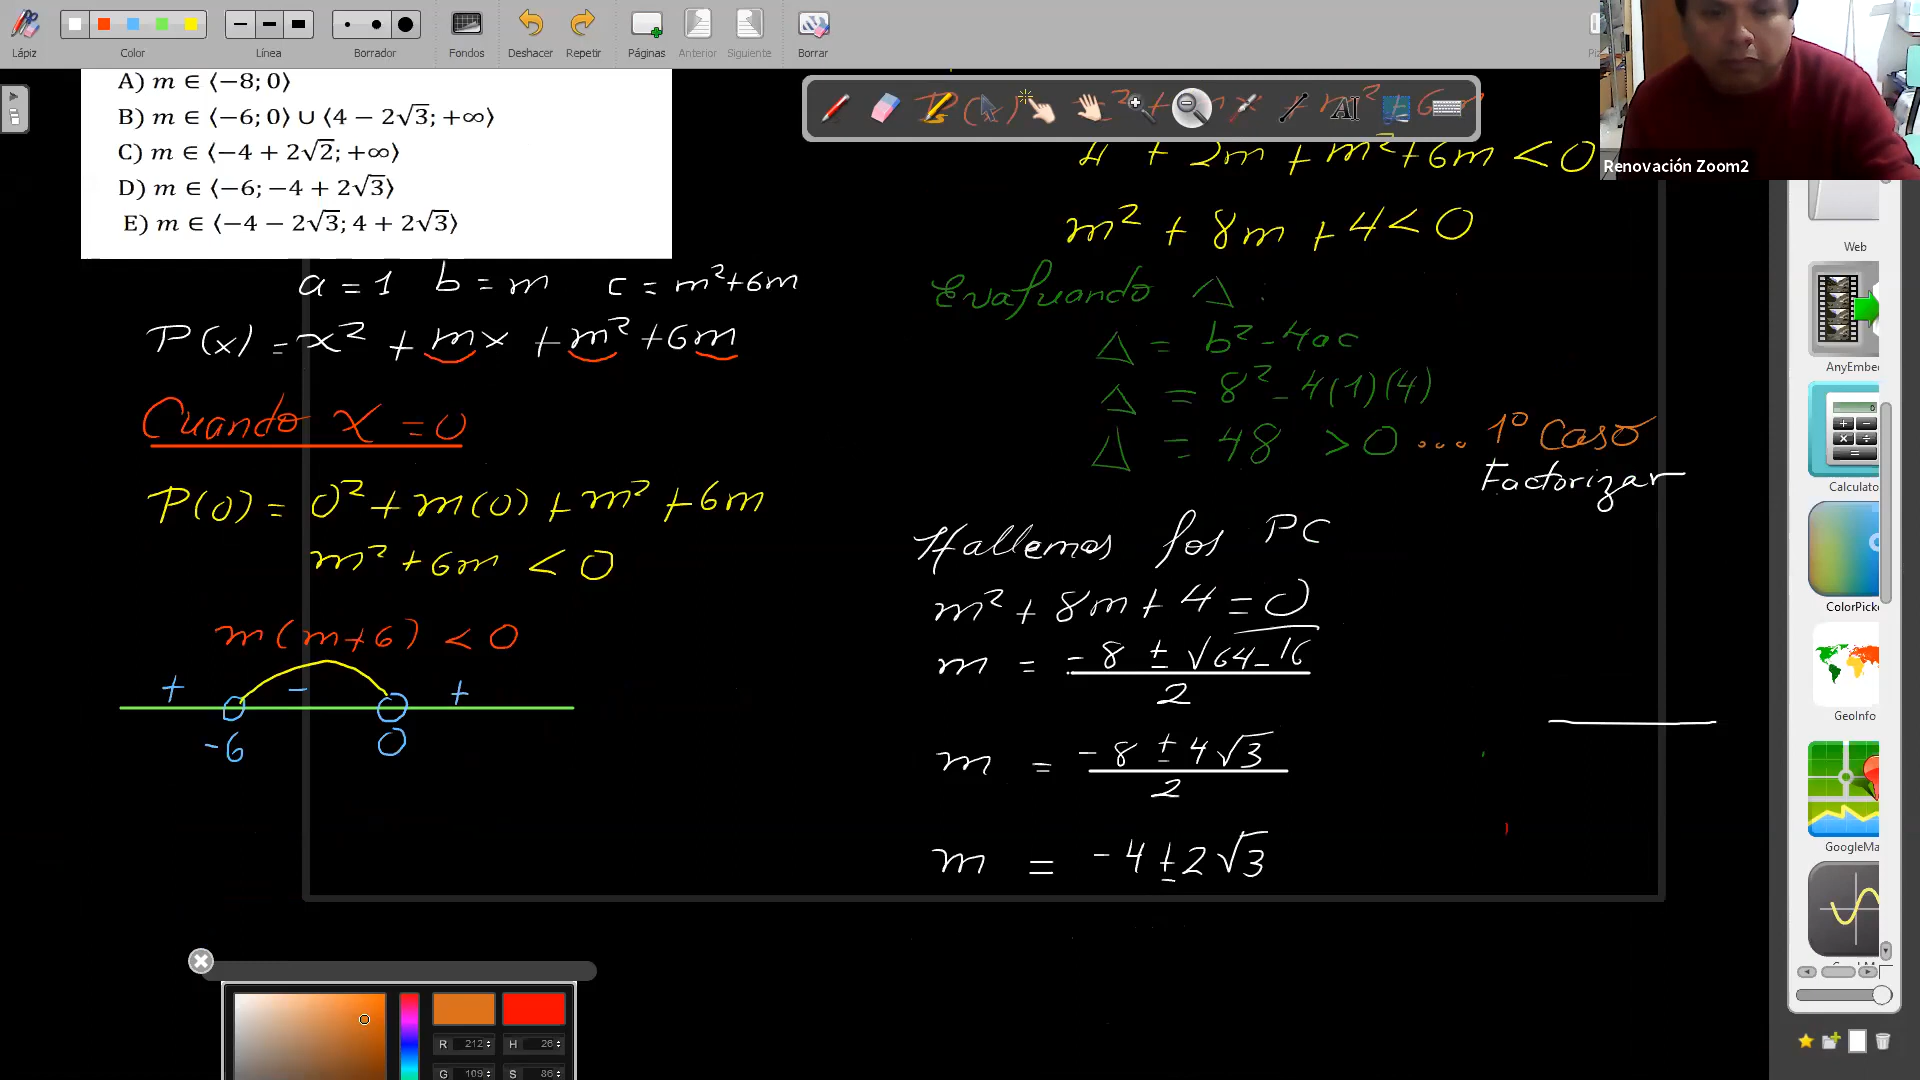 Lápiz
Color
Línea
Borrador
Fondos
Deshacer
Repetir
Páginas
Anterior
Siguiente
Borrar
Renovación Zoom2
A) m ∈ ⟨−8; 0⟩
B) m ∈ ⟨−6; 0⟩ ∪ ⟨4 − 2√3; +∞⟩
C) m ∈ ⟨−4 + 2√2; +∞⟩
D) m ∈ ⟨−6; −4 + 2√3⟩
E) m ∈ ⟨−4 − 2√3; 4 + 2√3⟩
a = 1 b = m c = m²+6m
P(x) = x² + mx + m² + 6m
Cuando x = 0
P(0) = 0² + m(0) + m² + 6m
m² + 6m < 0
m(m+6) < 0
+ − +
-6 0
4 + 2m + m² + 6m < 0
m² + 8m + 4 < 0
Evaluando Δ :
Δ = b² - 4ac
Δ = 8² - 4(1)(4)
Δ = 48 > 0 ... 1° Caso
Factorizar
Hallemos los PC
m² + 8m + 4 = 0
m = -8 ± √64-16
2
m = -8 ± 4√3
2
m = -4 ± 2√3
Web
AnyEmbe
Calculato
ColorPick
GeoInfo
GoogleMa
R 212 H 26
G 109 S 86